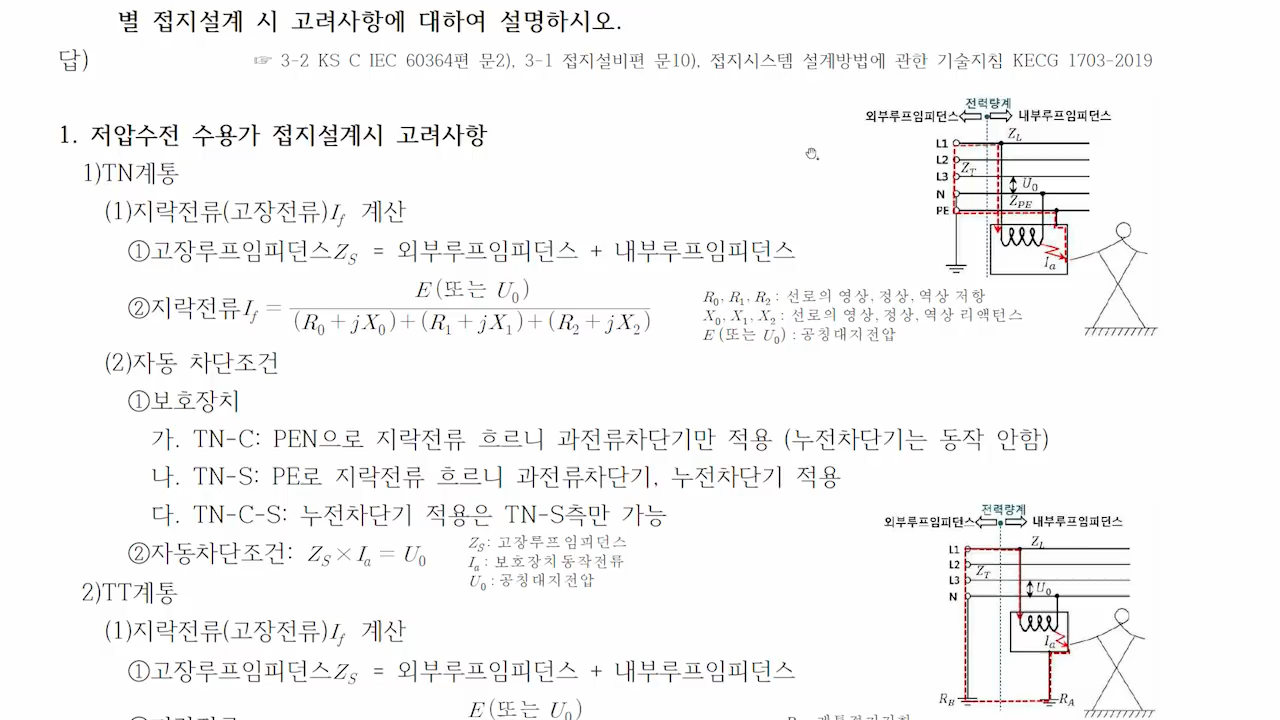 별 접지설계 시 고려사항에 대하여 설명하시오.
답) ☞ 3-2 KS C IEC 60364편 문2), 3-1 접지설비편 문10), 접지시스템 설계방법에 관한 기술지침 KECG 1703-2019
1. 저압수전 수용가 접지설계시 고려사항
1)TN계통
(1)지락전류(고장전류)I_f 계산
①고장루프임피던스Z_S = 외부루프임피던스 + 내부루프임피던스
②지락전류I_f = E(또는 U_0) / (R_0+jX_0)+(R_1+jX_1)+(R_2+jX_2)
R_0, R_1, R_2 : 선로의 영상, 정상, 역상 저항
X_0, X_1, X_2 : 선로의 영상, 정상, 역상 리액턴스
E (또는 U_0) : 공칭대지전압
전력량계
외부루프임피던스 내부루프임피던스
Z_L
L1
L2
Z_T
L3
U_0
N
Z_PE
PE
I_a
(2)자동 차단조건
①보호장치
가. TN-C: PEN으로 지락전류 흐르니 과전류차단기만 적용 (누전차단기는 동작 안함)
나. TN-S: PE로 지락전류 흐르니 과전류차단기, 누전차단기 적용
다. TN-C-S: 누전차단기 적용은 TN-S측만 가능
②자동차단조건: Z_S×I_a = U_0
Z_S : 고장루프임피던스
I_a : 보호장치동작전류
U_0 : 공칭대지전압
2)TT계통
(1)지락전류(고장전류)I_f 계산
①고장루프임피던스Z_S = 외부루프임피던스 + 내부루프임피던스
E(또는 U_0)
전력량계
외부루프임피던스 내부루프임피던스
Z_L
L1
L2
Z_T
L3
U_0
N
I_a
R_B
R_A